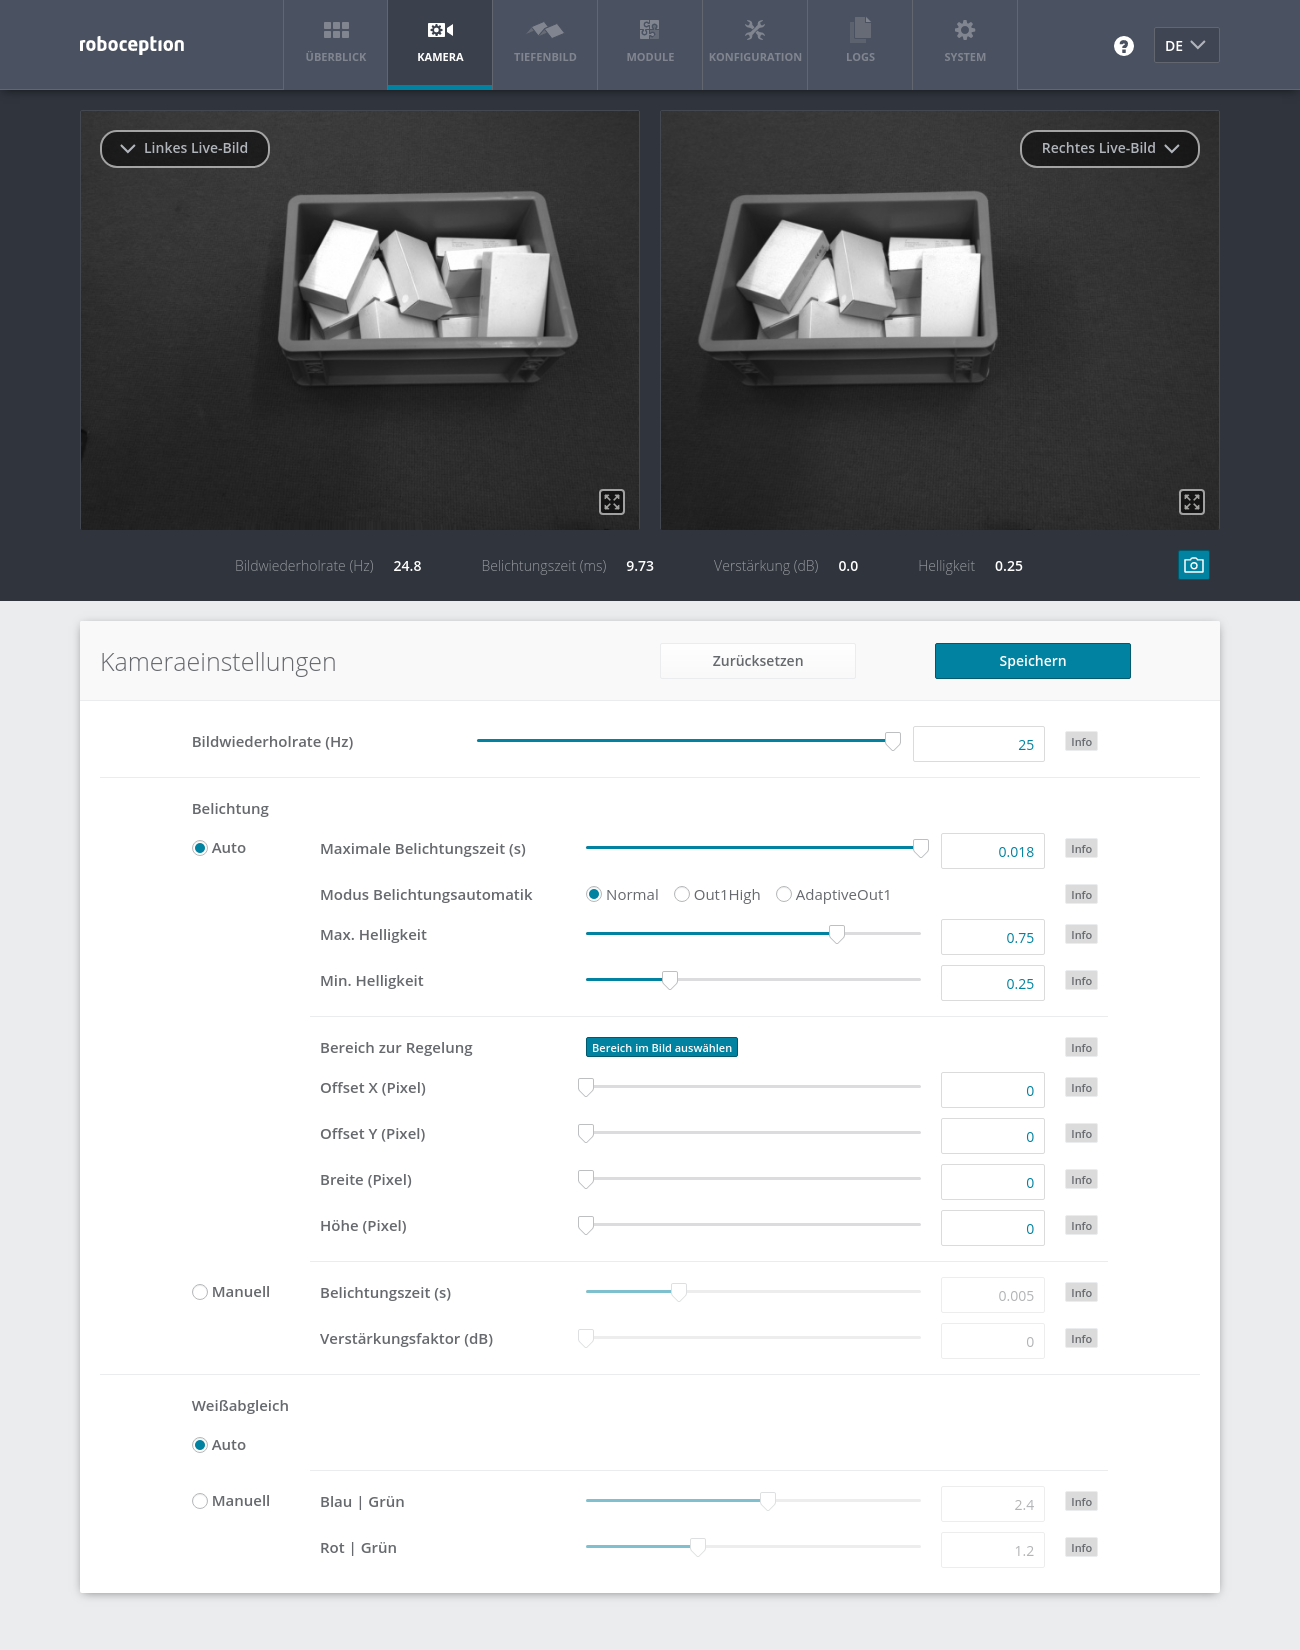 roboception
ÜBERBLICK
KAMERA
TIEFENBILD
MODULE
KONFIGURATION
LOGS
SYSTEM
DE
Linkes Live-Bild
Rechtes Live-Bild
Bildwiederholrate (Hz) 24.8 Belichtungszeit (ms) 9.73 Verstärkung (dB) 0.0 Helligkeit 0.25
Kameraeinstellungen Zurücksetzen Speichern
Bildwiederholrate (Hz) 25 Info
Belichtung
Auto Maximale Belichtungszeit (s) 0.018 Info
Modus Belichtungsautomatik Normal Out1High AdaptiveOut1 Info
Max. Helligkeit 0.75 Info
Min. Helligkeit 0.25 Info
Bereich zur Regelung Bereich im Bild auswählen Info
Offset X (Pixel) 0 Info
Offset Y (Pixel) 0 Info
Breite (Pixel) 0 Info
Höhe (Pixel) 0 Info
Manuell Belichtungszeit (s) 0.005 Info
Verstärkungsfaktor (dB) 0 Info
Weißabgleich
Auto
Manuell Blau | Grün 2.4 Info
Rot | Grün 1.2 Info